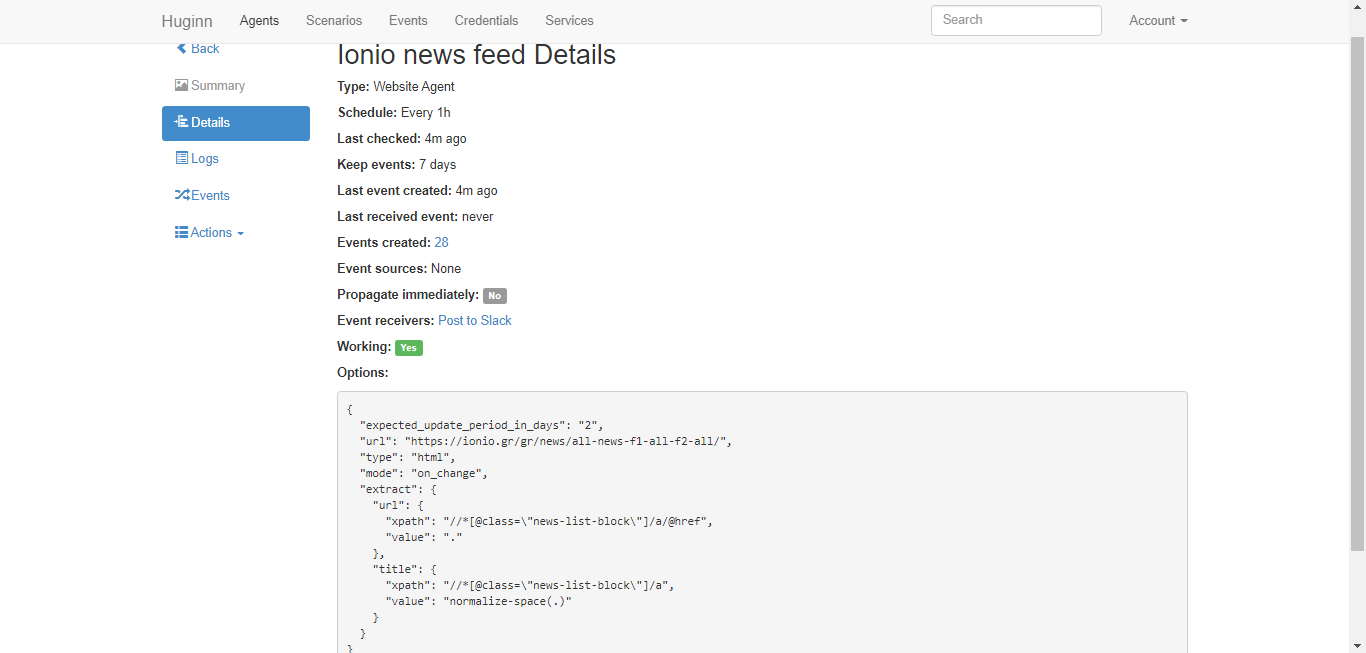 Huginn Agents Scenarios Events Credentials Services Search Account
Back
Summary
Details
Logs
Events
Actions
Ionio news feed Details
Type: Website Agent
Schedule: Every 1h
Last checked: 4m ago
Keep events: 7 days
Last event created: 4m ago
Last received event: never
Events created: 28
Event sources: None
Propagate immediately: No
Event receivers: Post to Slack
Working: Yes
Options:
{
  "expected_update_period_in_days": "2",
  "url": "https://ionio.gr/gr/news/all-news-f1-all-f2-all/",
  "type": "html",
  "mode": "on_change",
  "extract": {
    "url": {
      "xpath": "//*[@class=\"news-list-block\"]/a/@href",
      "value": "."
    },
    "title": {
      "xpath": "//*[@class=\"news-list-block\"]/a",
      "value": "normalize-space(.)"
    }
  }
}